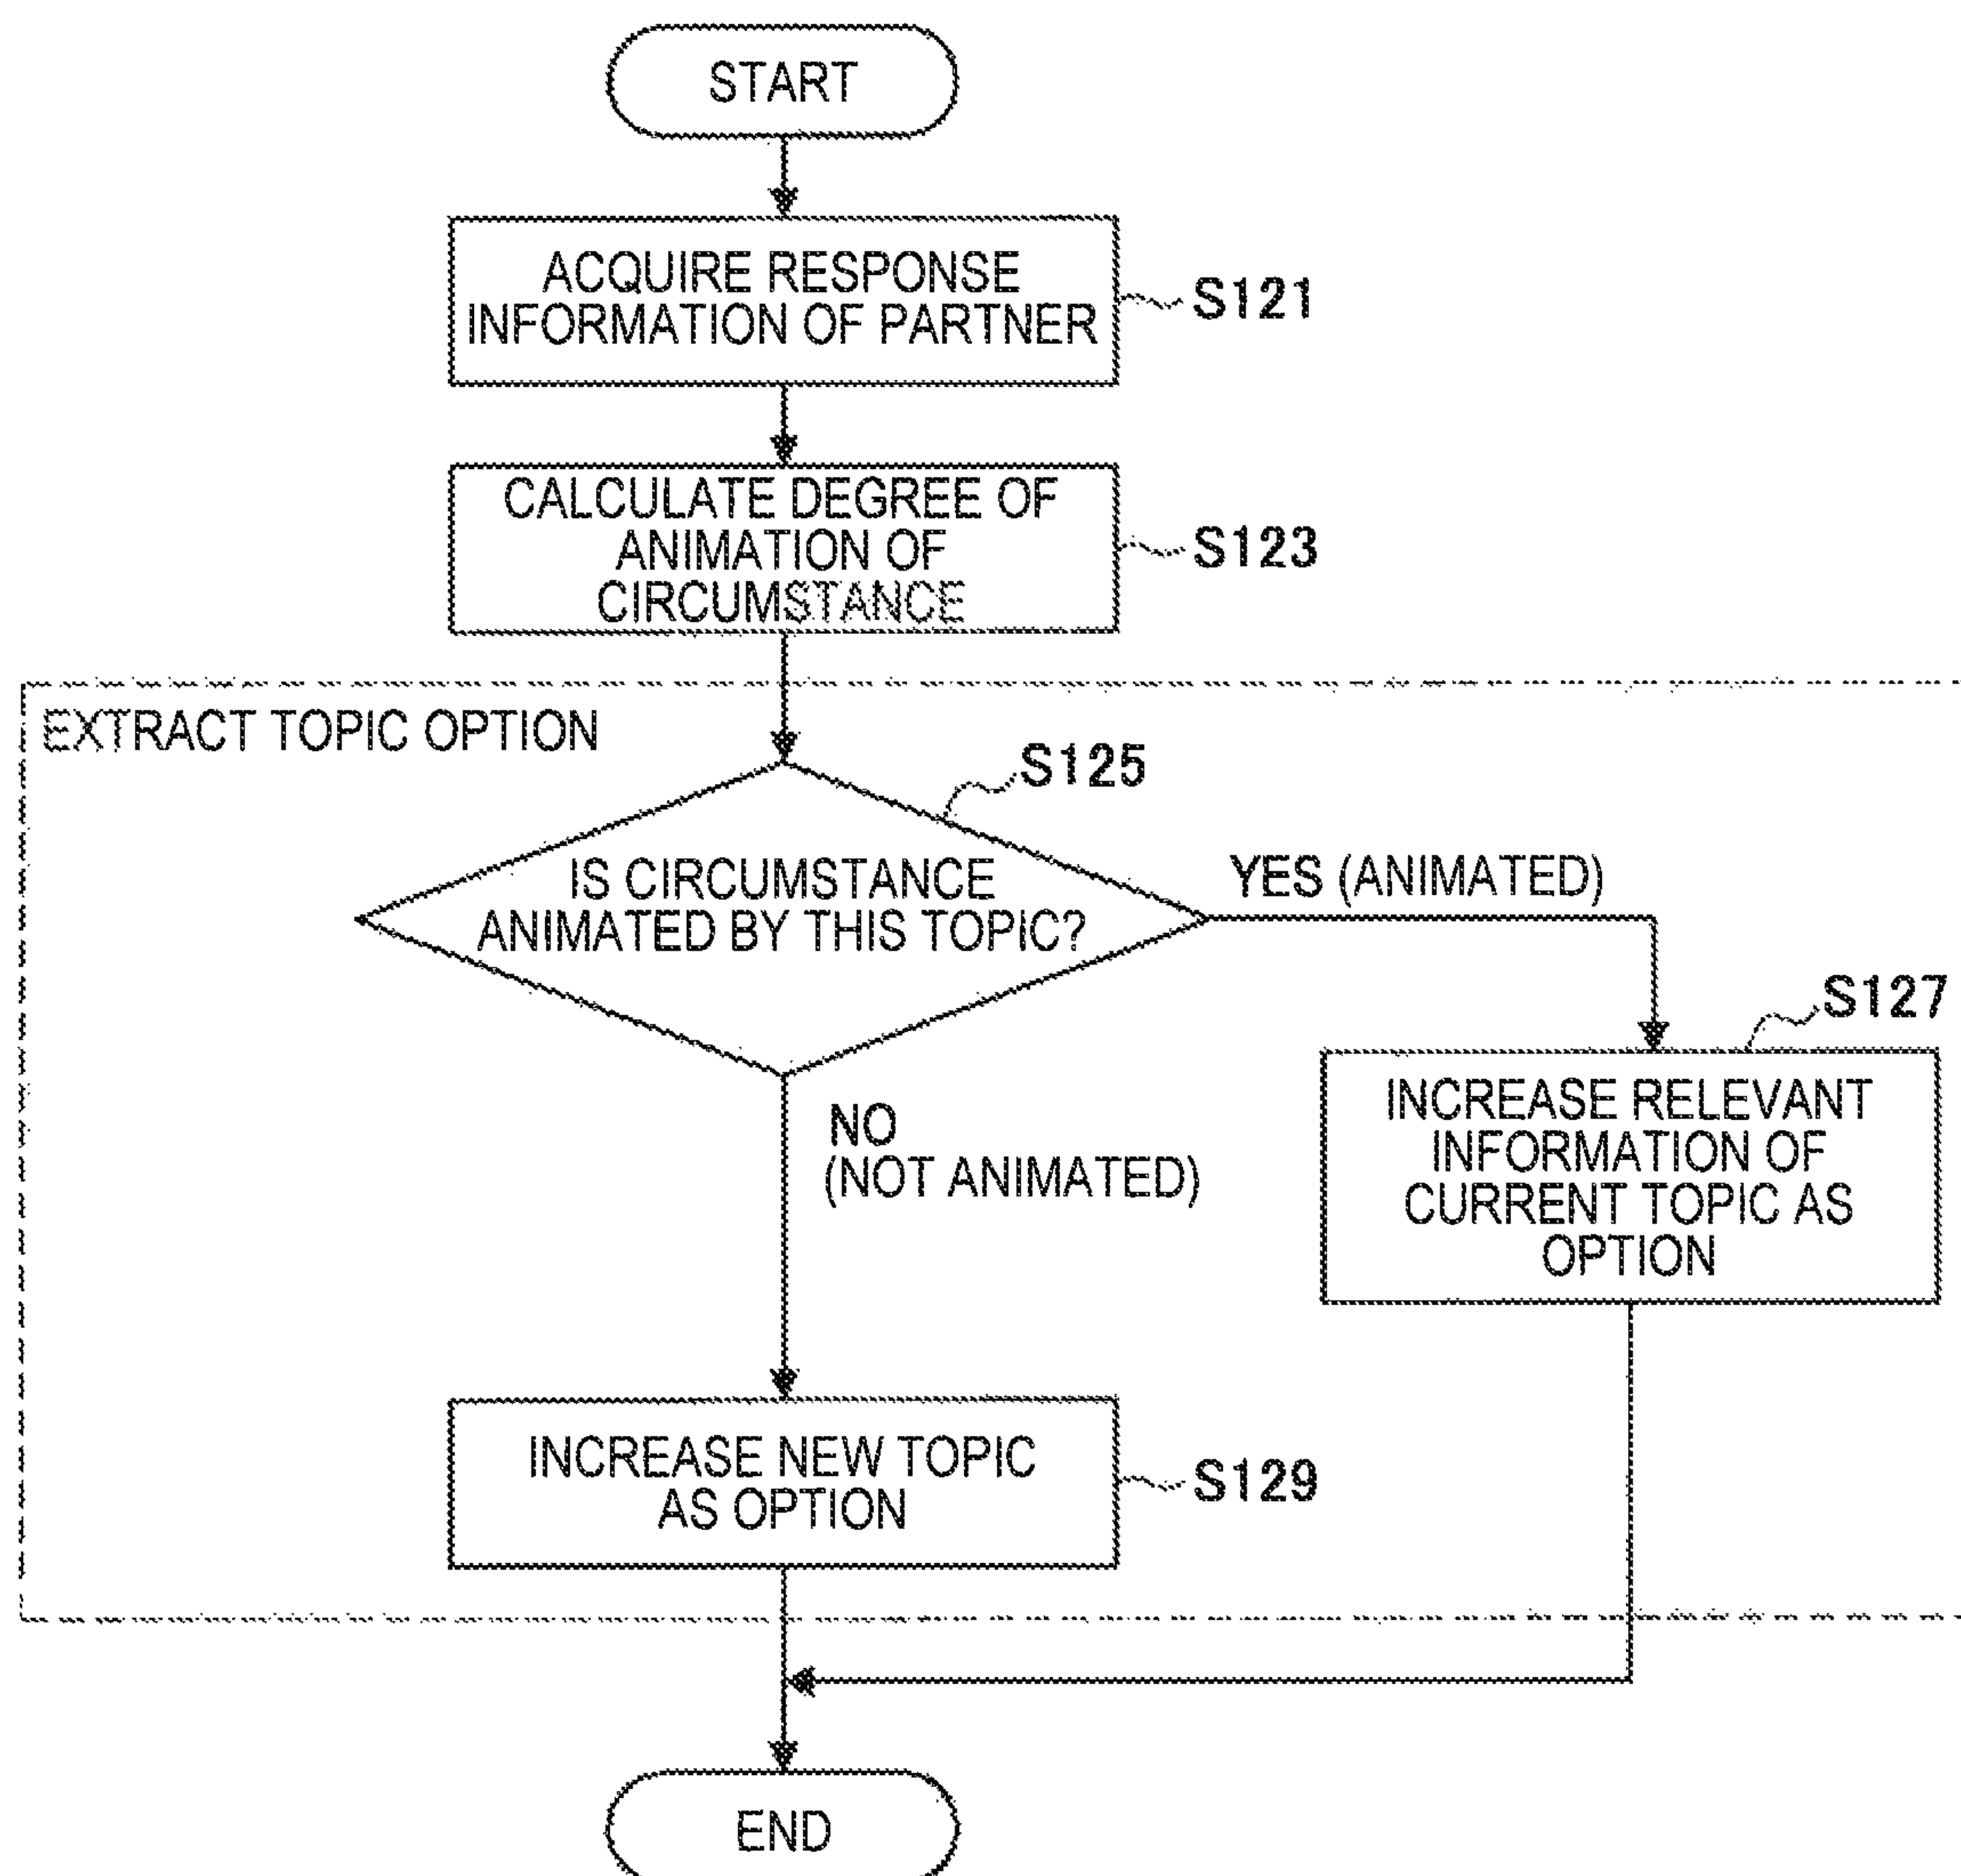 START
ACQUIRE RESPONSE
INFORMATION OF PARTNER
S121
CALCULATE DEGREE OF
ANIMATION OF
CIRCUMSTANCE
S123
EXTRACT TOPIC OPTION
S125
IS CIRCUMSTANCE
ANIMATED BY THIS TOPIC?
YES (ANIMATED)
S127
INCREASE RELEVANT
INFORMATION OF
CURRENT TOPIC AS
OPTION
NO
(NOT ANIMATED)
INCREASE NEW TOPIC
AS OPTION
S129
END